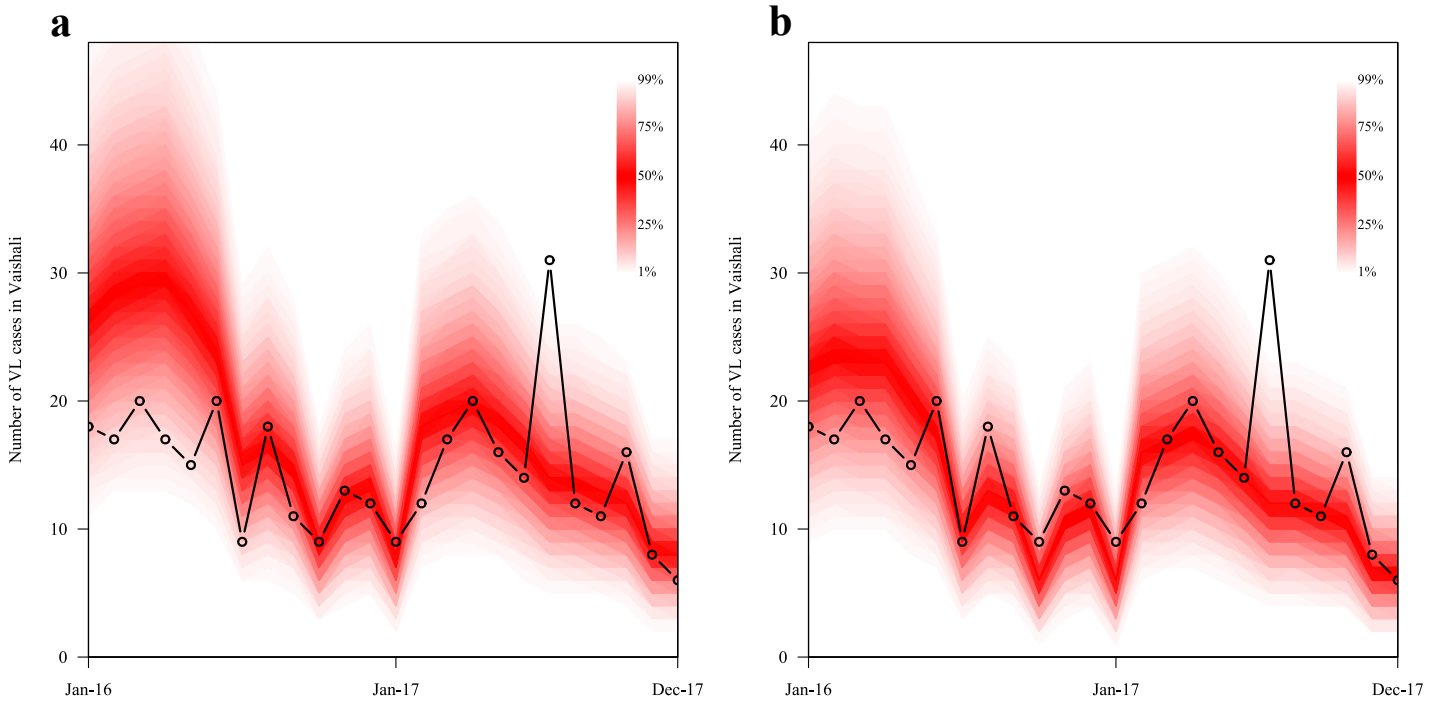 a
Number of VL cases in Vaishali
40
30
20
10
0
Jan-16
Jan-17
Dec-17
99%
75%
50%
25%
1%
b
Number of VL cases in Vaishali
40
30
20
10
0
Jan-16
Jan-17
Dec-17
99%
75%
50%
25%
1%